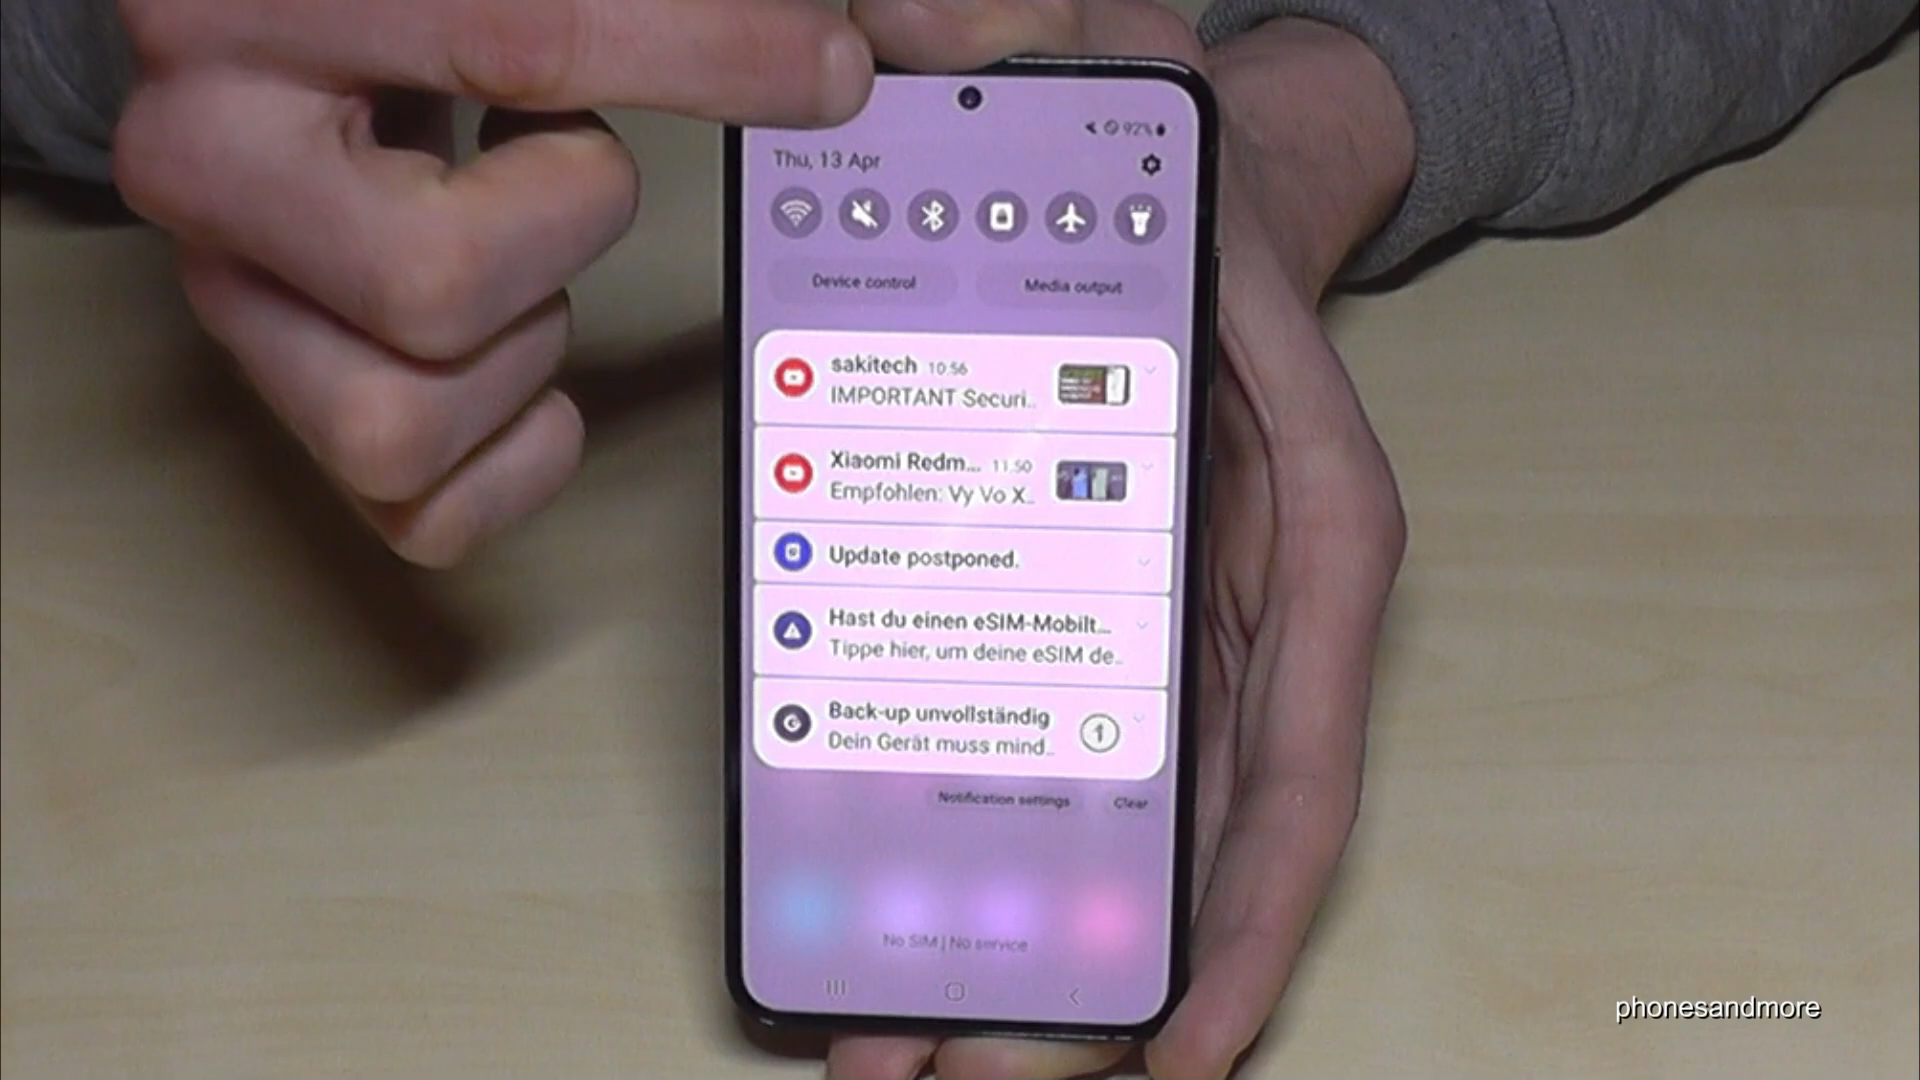 92%
Thu, 13 Apr
Device control
Media output
sakitech 10:56
IMPORTANT Securi..
Xiaomi Redm... 11:50
Empfohlen: Vy Vo X..
Update postponed.
Hast du einen eSIM-Mobilt...
Tippe hier, um deine eSIM de..
Back-up unvollständig
Dein Gerät muss mind..
Notification settings
Clear
No SIM | No service
phonesandmore